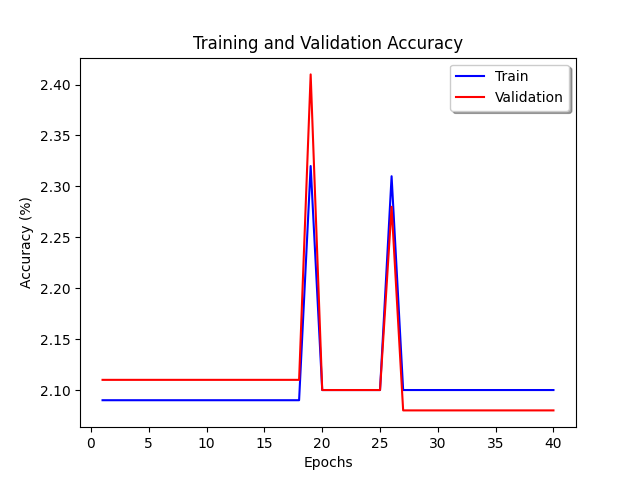 Training and Validation Accuracy
Train
Validation
Accuracy (%)
2.40
2.35
2.30
2.25
2.20
2.15
2.10
0 5 10 15 20 25 30 35 40
Epochs